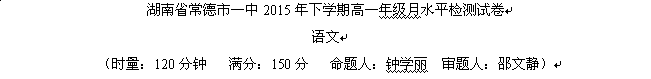 湖南省常德市一中 2015 年下学期高一年级月水平检测试卷
语文
（时量：120 分钟　满分：150 分　命题人：钟学丽　审题人：邵文静）